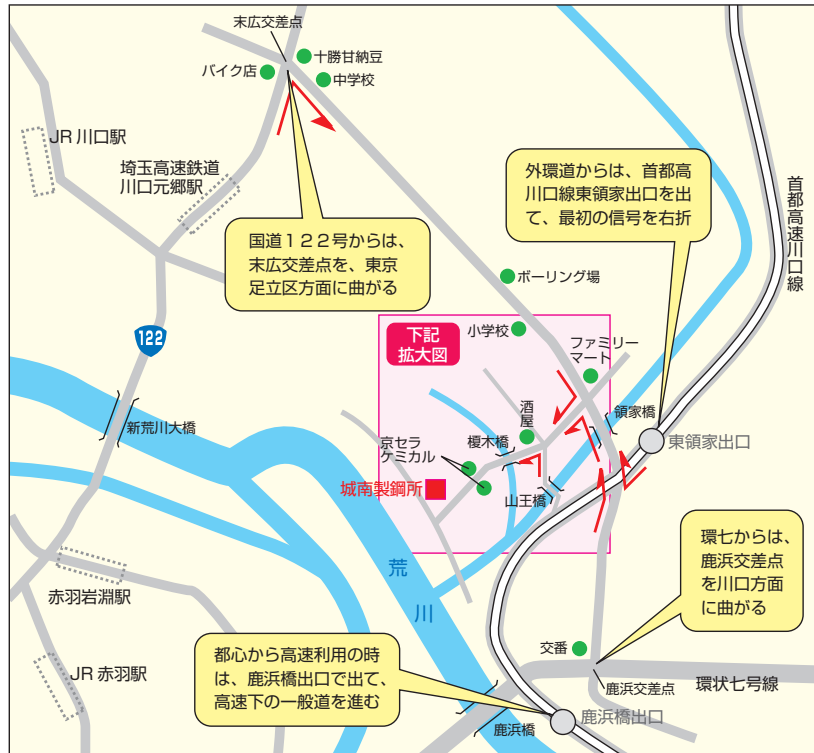 末広交差点
十勝甘納豆
バイク店
中学校
JR 川口駅
埼玉高速鉄道
川口元郷駅
外環道からは、首都高
川口線東領家出口を出
て、最初の信号を右折
首都高速川口線
国道122号からは、
末広交差点を、東京
足立区方面に曲がる
ボーリング場
122
下記
拡大図
小学校
ファミリー
マート
新荒川大橋
酒屋
領家橋
榎木橋
京セラ
ケミカル
東領家出口
城南製鋼所
山王橋
荒川
環七からは、
鹿浜交差点
を川口方面
に曲がる
赤羽岩淵駅
都心から高速利用の時
は、鹿浜橋出口で出て、
高速下の一般道を進む
交番
JR 赤羽駅
鹿浜交差点
環状七号線
鹿浜橋出口
鹿浜橋